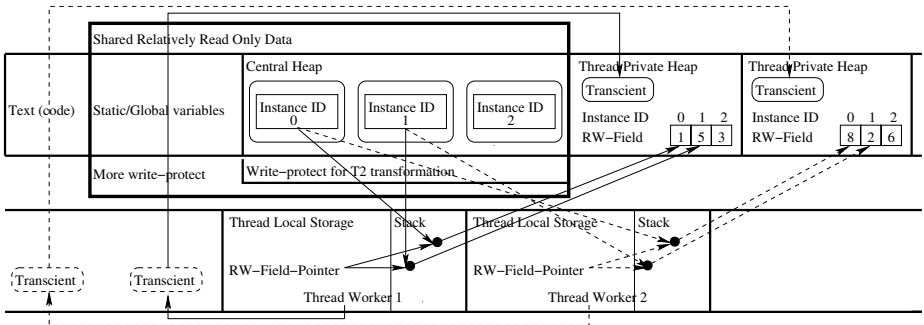 Shared Relatively Read Only Data
Text (code)
Static/Global variables
Central Heap
Instance ID
0
Instance ID
1
Instance ID
2
Thread Private Heap
Transcient
Instance ID 0 1 2
RW−Field 1 5 3
Thread Private Heap
Transcient
Instance ID 0 1 2
RW−Field 8 2 6
More write−protect
Write−protect for T2 transformation
Thread Local Storage
Stack
RW−Field−Pointer
Thread Worker 1
Thread Local Storage
Stack
RW−Field−Pointer
Thread Worker 2
Transcient
Transcient